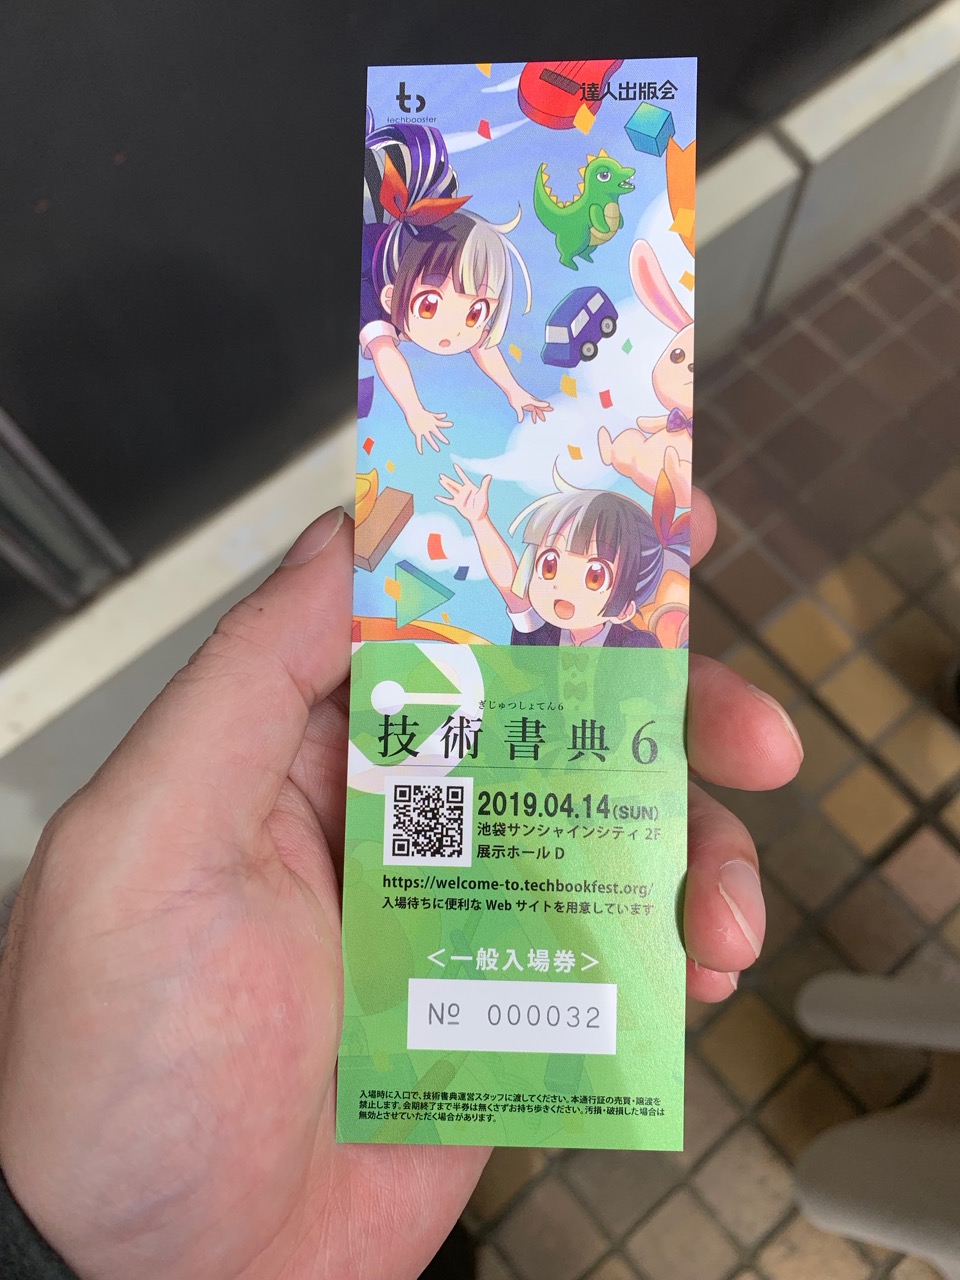 techbooster
達人出版会
ぎじゅつしょてん6
技術書典6
2019.04.14(SUN)
池袋サンシャインシティ 2F
展示ホール D
https://welcome-to.techbookfest.org/
入場待ちに便利な Web サイトを用意しています
＜一般入場券＞
№ 000032
入場時に入口で、技術書典運営スタッフに渡してください。本通行証の売買・譲渡を
禁止します。会期終了まで半券は無くさずお持ち歩きください。汚損・破損した場合は
無効とさせていただく場合があります。